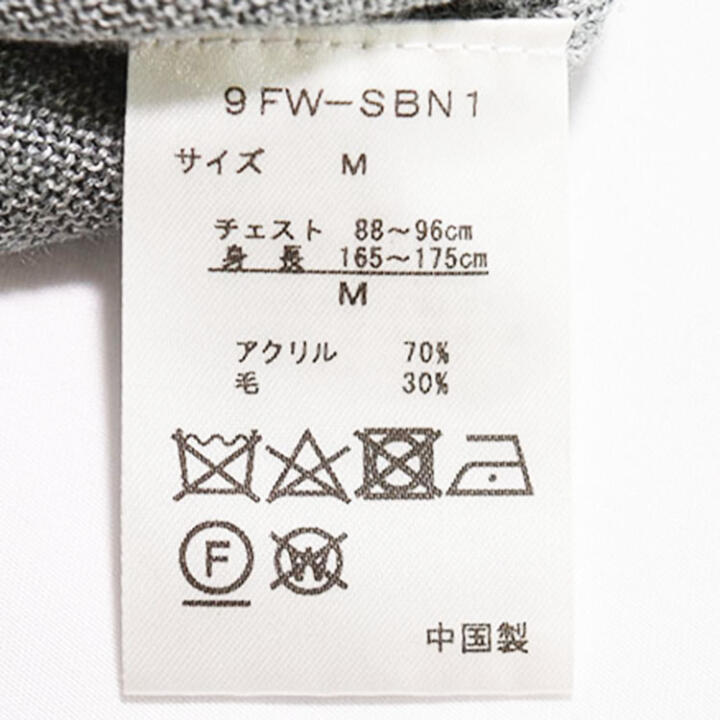 9FW-SBN1
サイズ M
チェスト 88～96cm
身長 165～175cm
M
アクリル 70%
毛 30%
F W
中国製